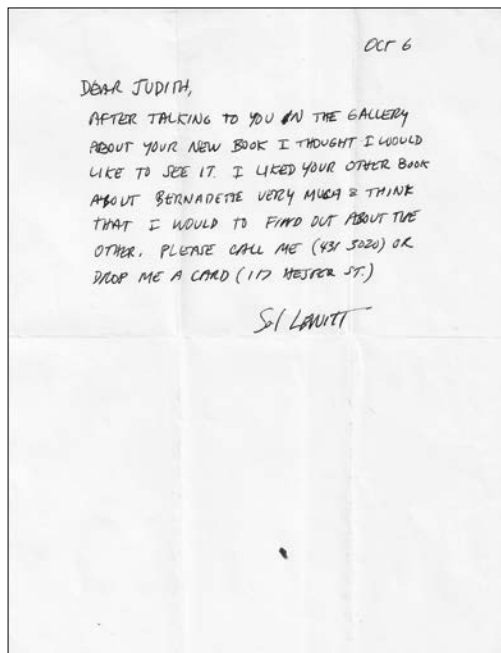 OCT 6
DEAR JUDITH,
AFTER TALKING TO YOU IN THE GALLERY
ABOUT YOUR NEW BOOK I THOUGHT I WOULD
LIKE TO SEE IT. I LIKED YOUR OTHER BOOK
ABOUT BERNADETTE VERY MUCH & THINK
THAT I WOULD TO FIND OUT ABOUT THE
OTHER. PLEASE CALL ME (431 3020) OR
DROP ME A CARD (117 HESTER ST.)
Sol LEWITT